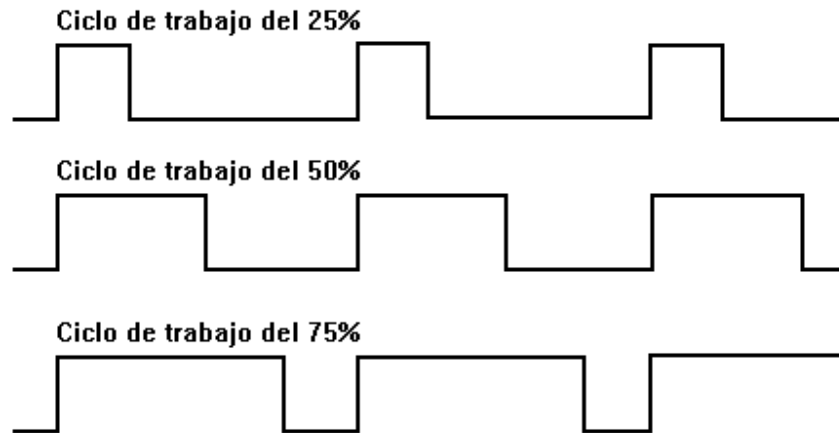 Ciclo de trabajo del 25%
Ciclo de trabajo del 50%
Ciclo de trabajo del 75%